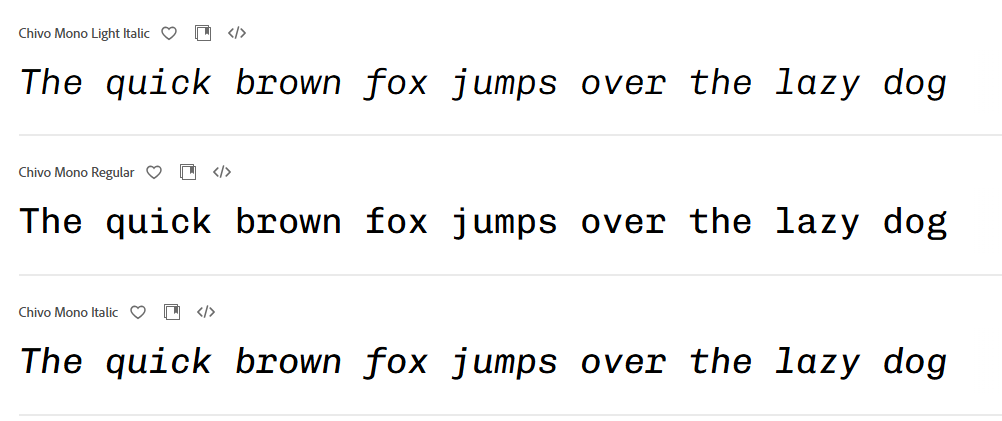 Chivo Mono Light Italic </>
The quick brown fox jumps over the lazy dog
Chivo Mono Regular </>
The quick brown fox jumps over the lazy dog
Chivo Mono Italic </>
The quick brown fox jumps over the lazy dog